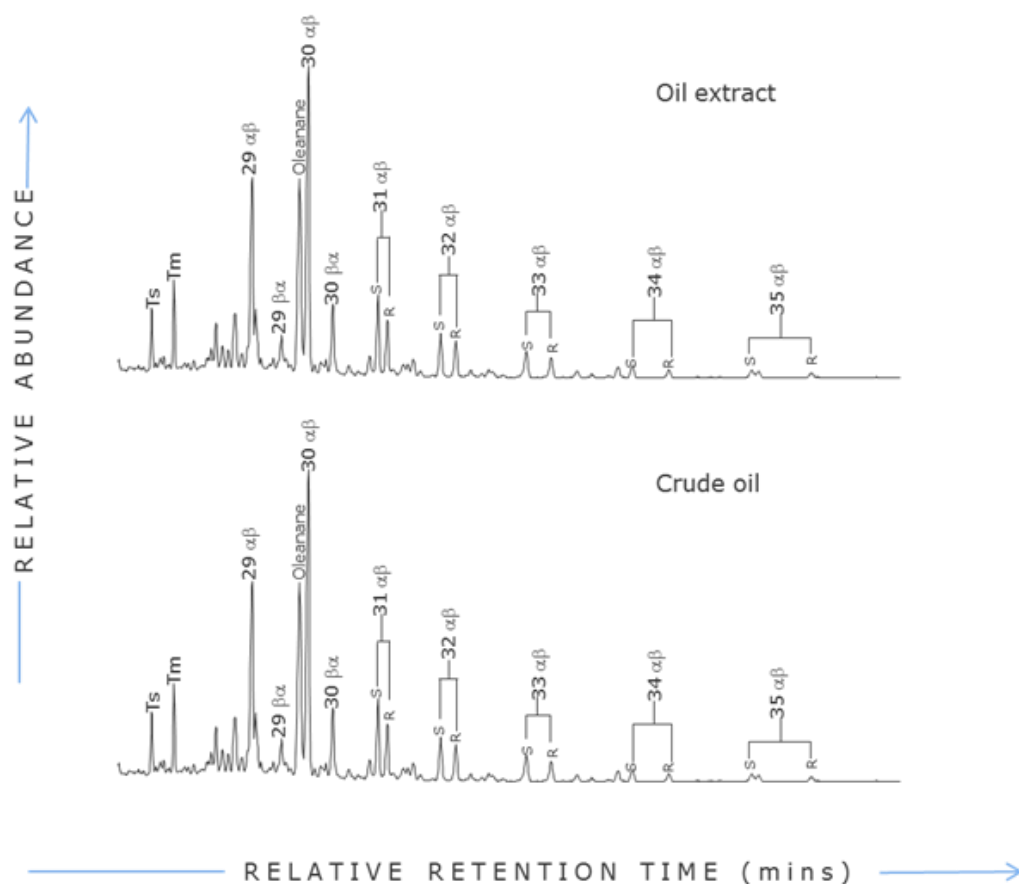 RELATIVE ABUNDANCE
Oil extract
Ts
Tm
29 αβ
29 βα
Oleanane
30 αβ
30 βα
31 αβ
S
R
32 αβ
S
R
33 αβ
S
R
34 αβ
S
R
35 αβ
S
R
Crude oil
Ts
Tm
29 αβ
29 βα
Oleanane
30 αβ
30 βα
31 αβ
S
R
32 αβ
S
R
33 αβ
S
R
34 αβ
S
R
35 αβ
S
R
RELATIVE RETENTION TIME (mins)